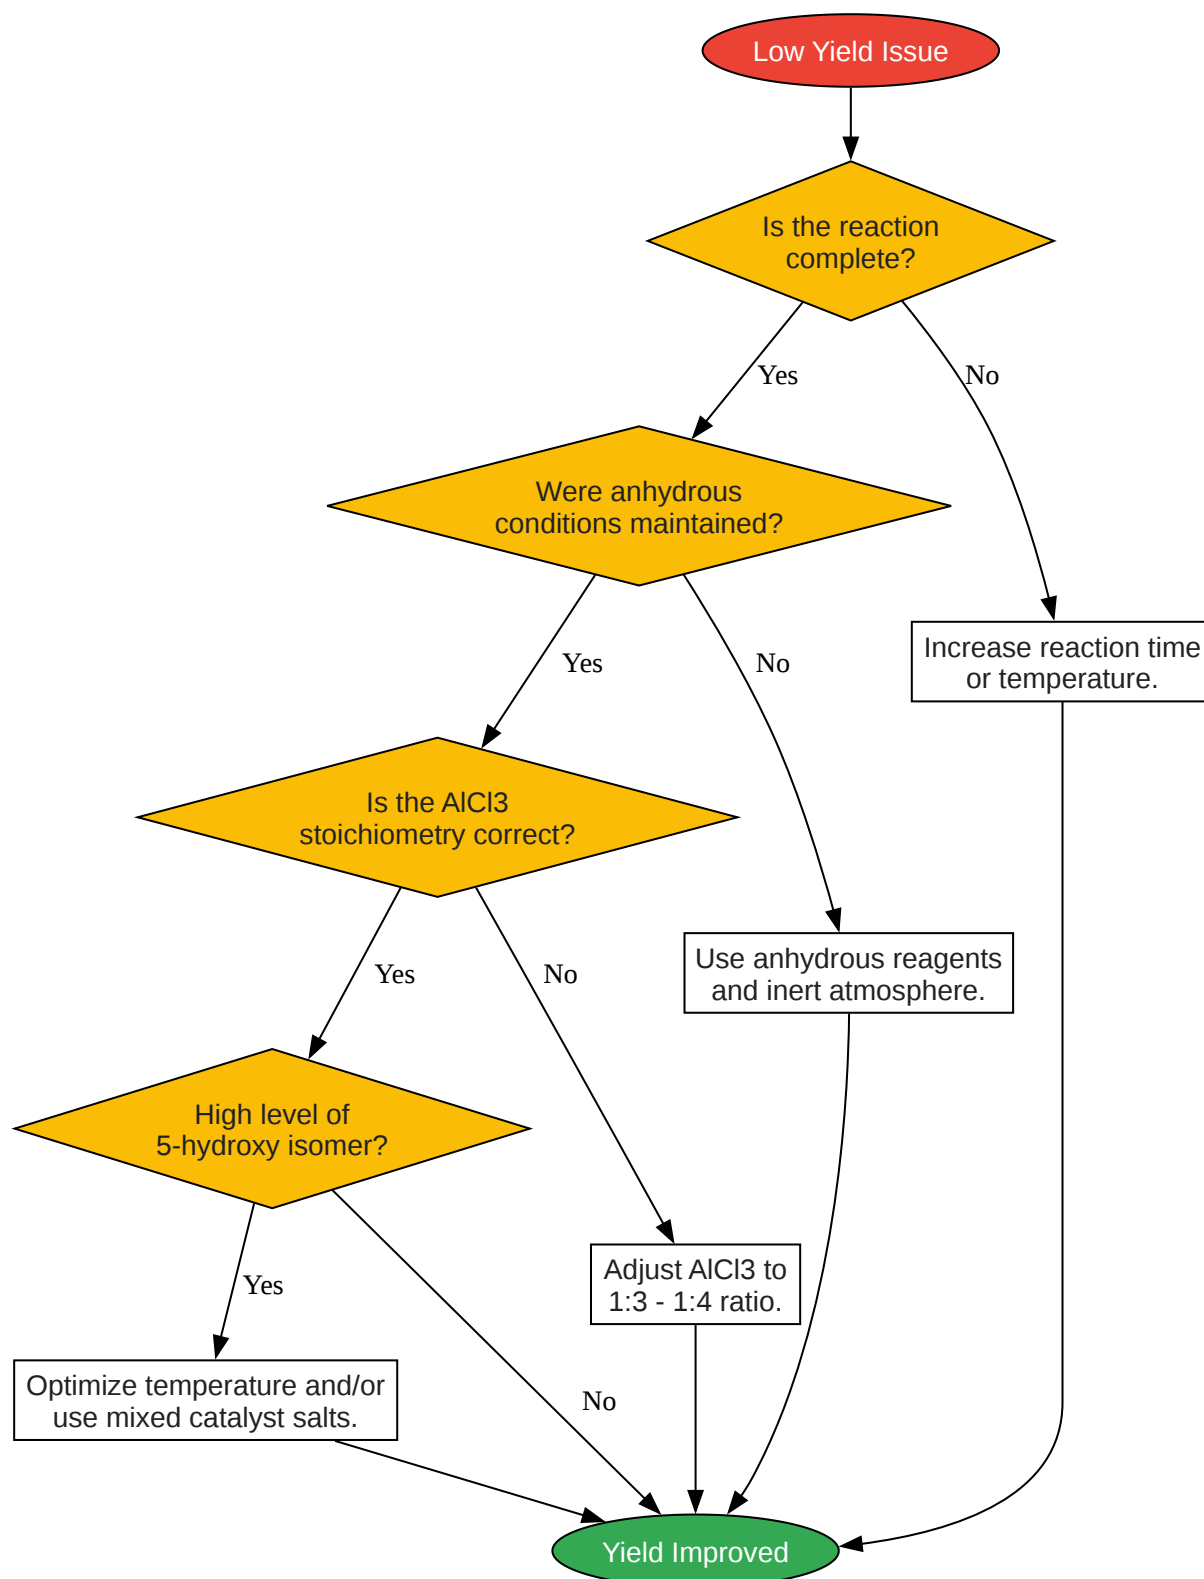 Low Yield Issue
Is the reaction
complete?
Yes
No
Were anhydrous
conditions maintained?
Yes
No
Increase reaction time
or temperature.
Is the AlCl3
stoichiometry correct?
Yes
No
Use anhydrous reagents
and inert atmosphere.
High level of
5-hydroxy isomer?
Yes
No
Adjust AlCl3 to
1:3 - 1:4 ratio.
Optimize temperature and/or
use mixed catalyst salts.
Yield Improved